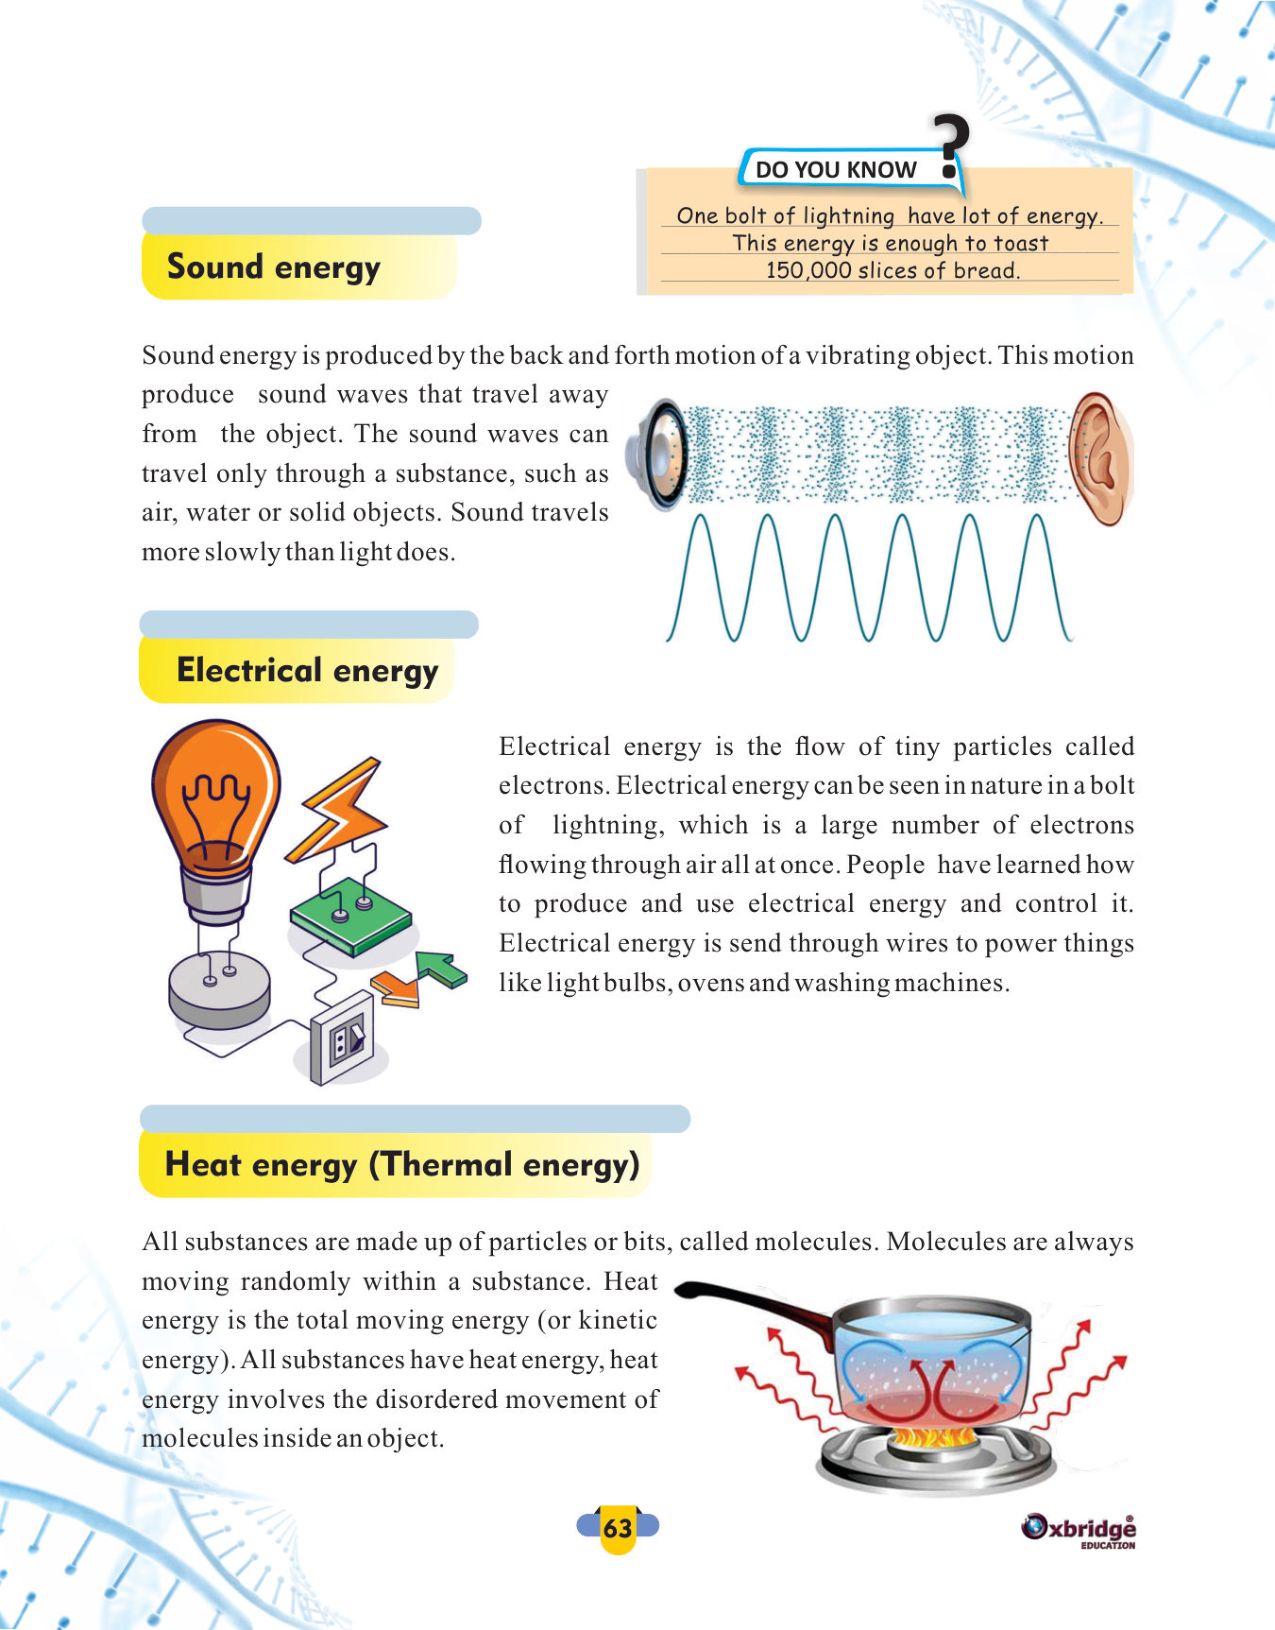 DO YOU KNOW ?
One bolt of lightning have lot of energy.
This energy is enough to toast
150,000 slices of bread.
Sound energy
Sound energy is produced by the back and forth motion of a vibrating object. This motion
produce sound waves that travel away
from the object. The sound waves can
travel only through a substance, such as
air, water or solid objects. Sound travels
more slowly than light does.
Electrical energy
Electrical energy is the flow of tiny particles called
electrons. Electrical energy can be seen in nature in a bolt
of lightning, which is a large number of electrons
flowing through air all at once. People have learned how
to produce and use electrical energy and control it.
Electrical energy is send through wires to power things
like light bulbs, ovens and washing machines.
Heat energy (Thermal energy)
All substances are made up of particles or bits, called molecules. Molecules are always
moving randomly within a substance. Heat
energy is the total moving energy (or kinetic
energy). All substances have heat energy, heat
energy involves the disordered movement of
molecules inside an object.
63
Oxbridge®
EDUCATION